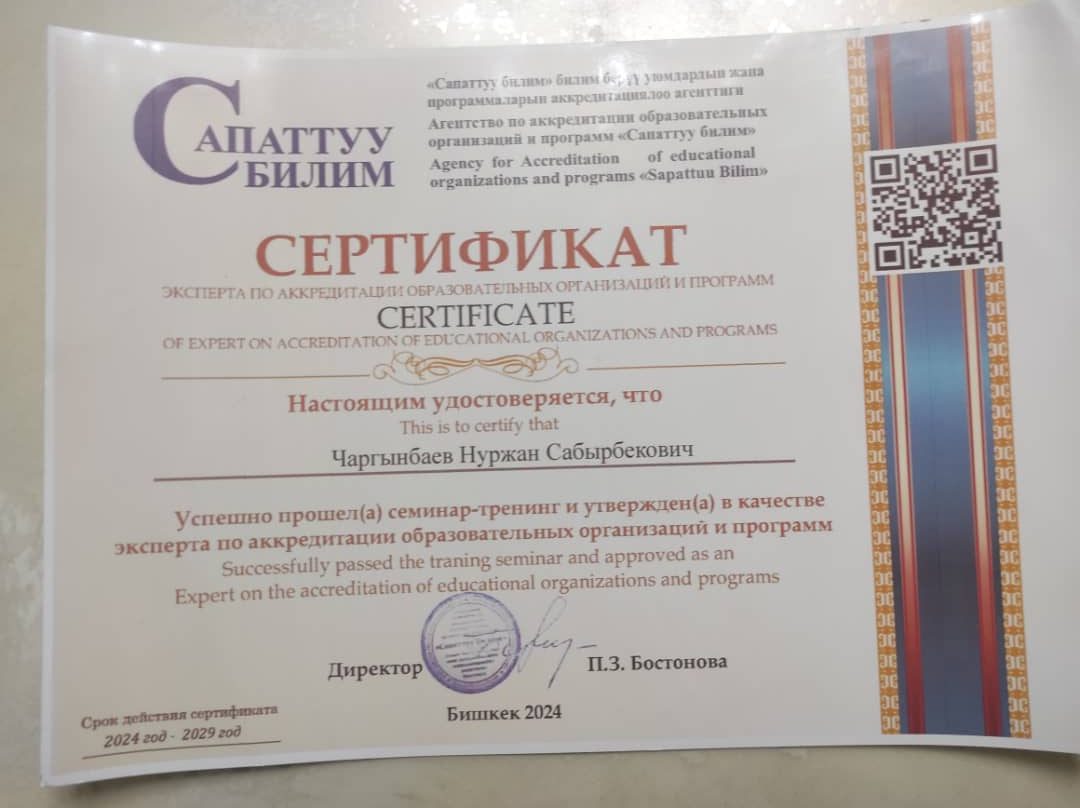 САПАТТУУ
БИЛИМ
«Сапаттуу билим» билим берүү уюмдардын жана
программаларын аккредитациялоо агенттиги
Агентство по аккредитации образовательных
организаций и программ «Сапаттуу билим»
Agency for Accreditation of educational
organizations and programs «Sapattuu Bilim»
СЕРТИФИКАТ
ЭКСПЕРТА ПО АККРЕДИТАЦИИ ОБРАЗОВАТЕЛЬНЫХ ОРГАНИЗАЦИЙ И ПРОГРАММ
CERTIFICATE
OF EXPERT ON ACCREDITATION OF EDUCATIONAL ORGANIZATIONS AND PROGRAMS
Настоящим удостоверяется, что
This is to certify that
Чаргынбаев Нуржан Сабырбекович
Успешно прошел(а) семинар-тренинг и утвержден(а) в качестве
эксперта по аккредитации образовательных организаций и программ
Successfully passed the traning seminar and approved as an
Expert on the accreditation of educational organizations and programs
Директор П.З. Бостонова
Бишкек 2024
Срок действия сертификата
2024 год - 2029 год